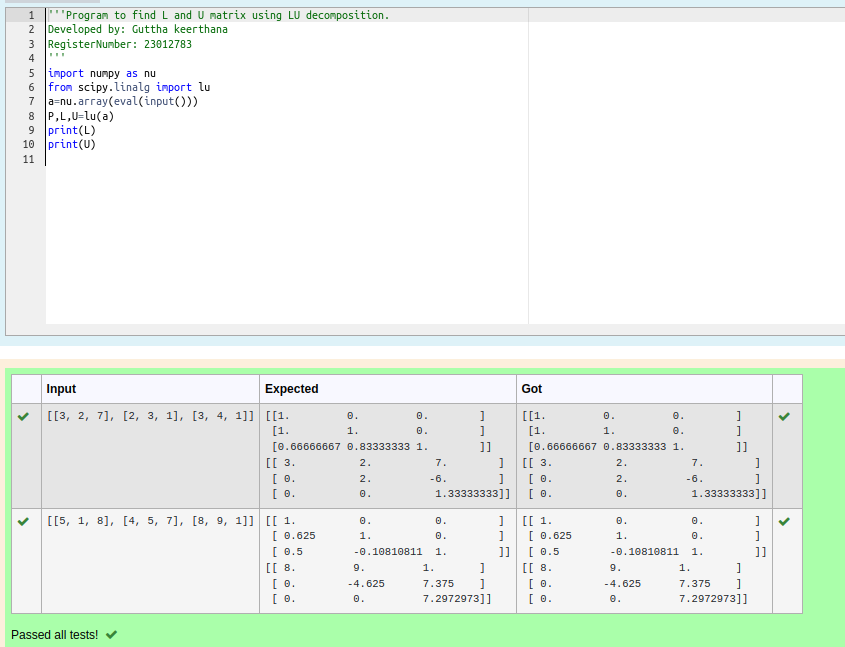 1 '''Program to find L and U matrix using LU decomposition.
2 Developed by: Guttha keerthana
3 RegisterNumber: 23012783
4 '''
5 import numpy as nu
6 from scipy.linalg import lu
7 a=nu.array(eval(input()))
8 P,L,U=lu(a)
9 print(L)
10 print(U)
11
Input Expected Got
[[3, 2, 7], [2, 3, 1], [3, 4, 1]] [[1. 0. 0. ] [[1. 0. 0. ]
[1. 1. 0. ] [1. 1. 0. ]
[0.66666667 0.83333333 1. ]] [0.66666667 0.83333333 1. ]]
[[ 3. 2. 7. ] [[ 3. 2. 7. ]
[ 0. 2. -6. ] [ 0. 2. -6. ]
[ 0. 0. 1.33333333]] [ 0. 0. 1.33333333]]
[[5, 1, 8], [4, 5, 7], [8, 9, 1]] [[ 1. 0. 0. ] [[ 1. 0. 0. ]
[ 0.625 1. 0. ] [ 0.625 1. 0. ]
[ 0.5 -0.10810811 1. ]] [ 0.5 -0.10810811 1. ]]
[[ 8. 9. 1. ] [[ 8. 9. 1. ]
[ 0. -4.625 7.375 ] [ 0. -4.625 7.375 ]
[ 0. 0. 7.2972973]] [ 0. 0. 7.2972973]]
Passed all tests!